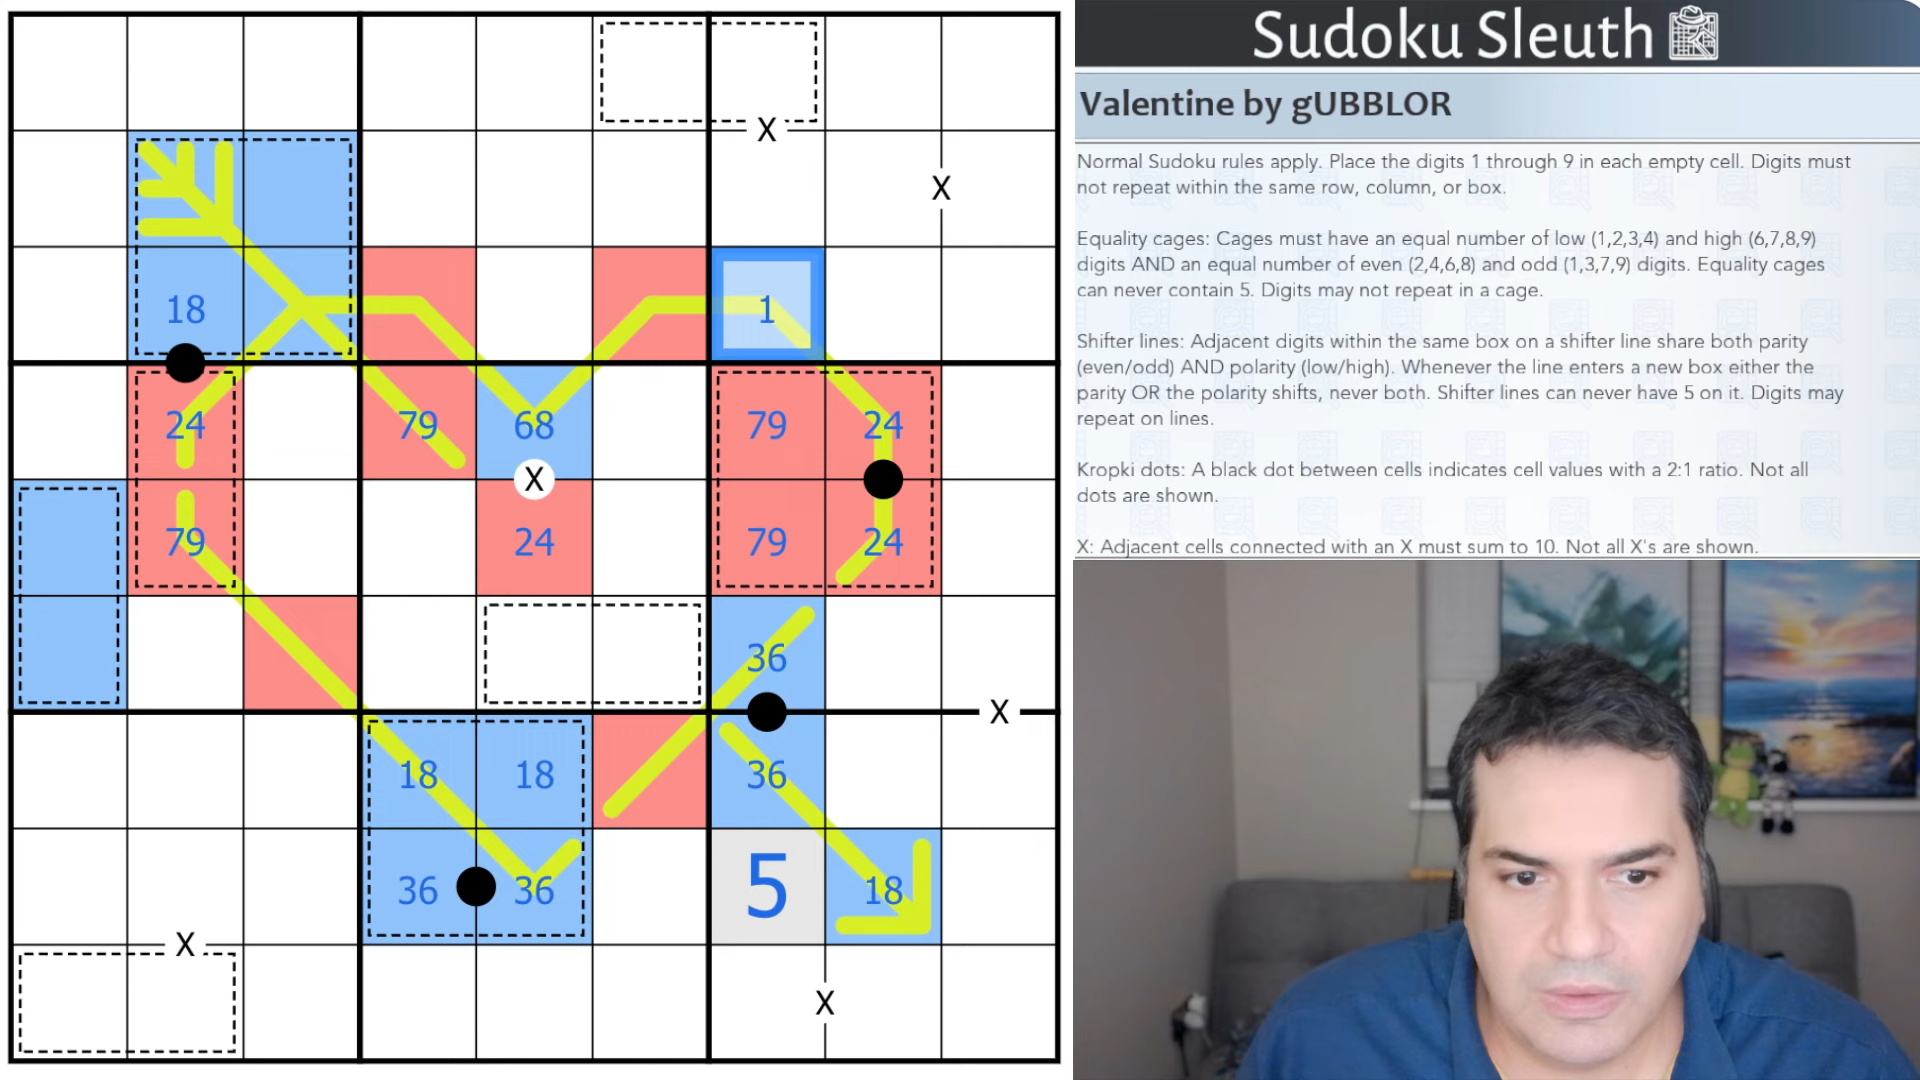 Sudoku Sleuth
Valentine by gUBBLOR
Normal Sudoku rules apply. Place the digits 1 through 9 in each empty cell. Digits must
not repeat within the same row, column, or box.
Equality cages: Cages must have an equal number of low (1,2,3,4) and high (6,7,8,9)
digits AND an equal number of even (2,4,6,8) and odd (1,3,7,9) digits. Equality cages
can never contain 5. Digits may not repeat in a cage.
Shifter lines: Adjacent digits within the same box on a shifter line share both parity
(even/odd) AND polarity (low/high). Whenever the line enters a new box either the
parity OR the polarity shifts, never both. Shifter lines can never have 5 on it. Digits may
repeat on lines.
Kropki dots: A black dot between cells indicates cell values with a 2:1 ratio. Not all
dots are shown.
X: Adjacent cells connected with an X must sum to 10. Not all X's are shown.
X
X
18 1
24 79 68 79 24
X
79 24 79 24
36
X
18 18 36
36 36 5 18
X
X